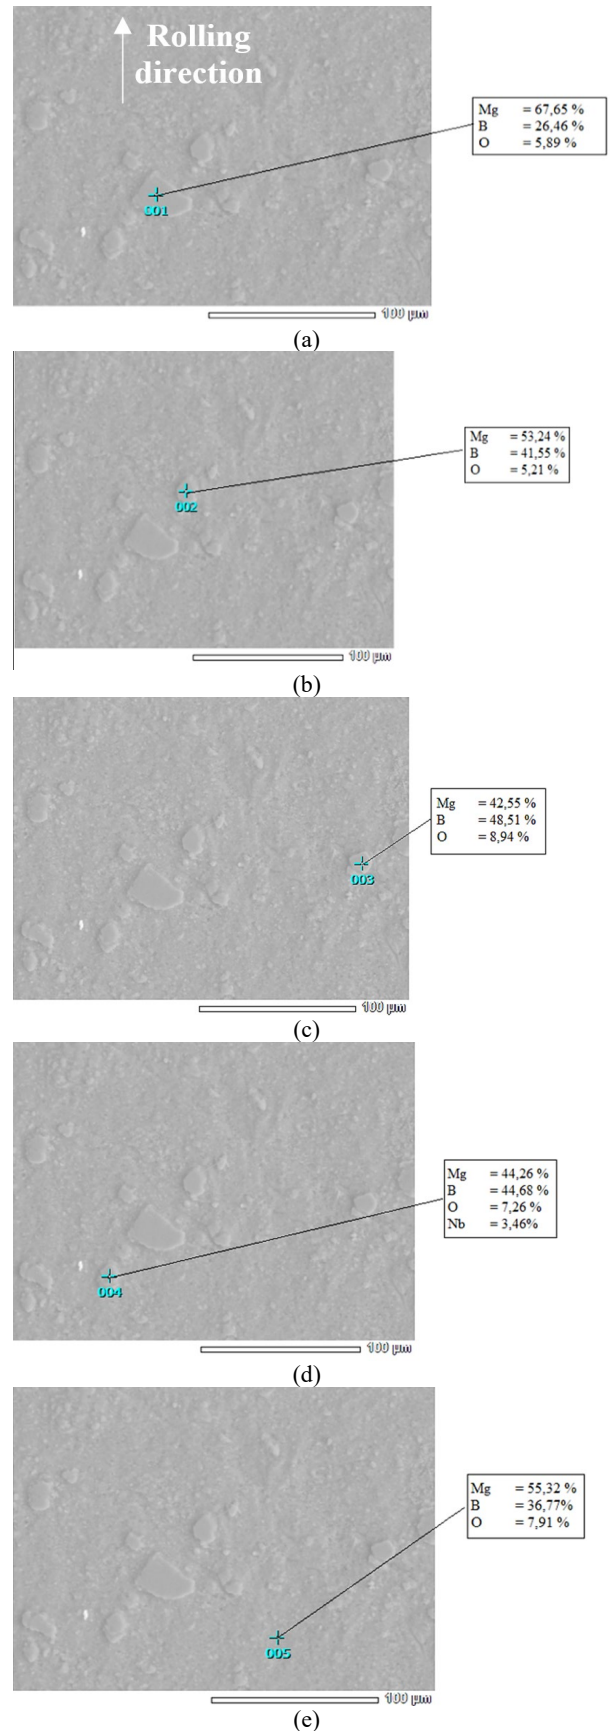 Rolling
direction
Mg = 67,65 %
B = 26,46 %
O = 5,89 %
001
100 µm
(a)
Mg = 53,24 %
B = 41,55 %
O = 5,21 %
002
100 µm
(b)
Mg = 42,55 %
B = 48,51 %
O = 8,94 %
003
100 µm
(c)
Mg = 44,26 %
B = 44,68 %
O = 7,26 %
Nb = 3,46%
004
100 µm
(d)
Mg = 55,32 %
B = 36,77%
O = 7,91 %
005
100 µm
(e)